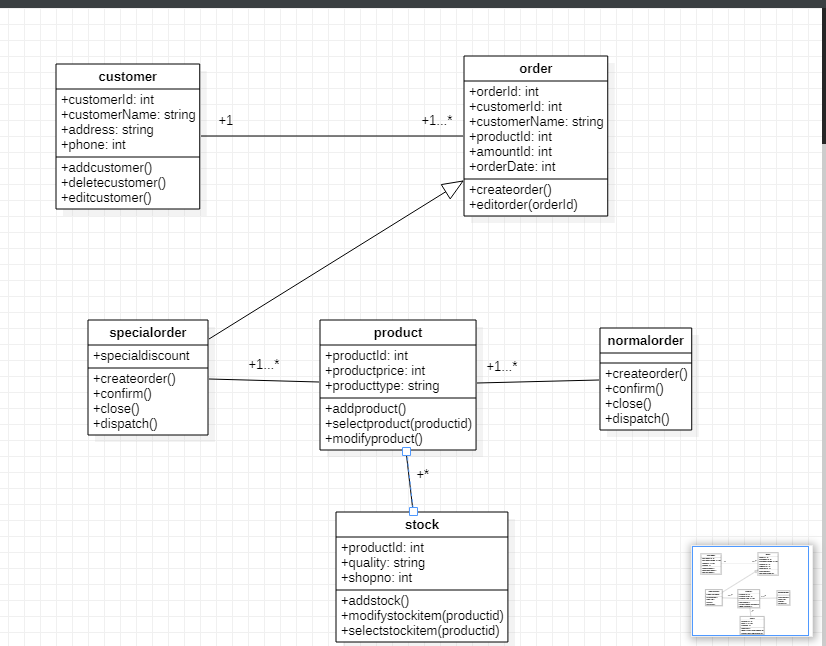 customer
+customerId: int
+customerName: string
+address: string
+phone: int
+addcustomer()
+deletecustomer()
+editcustomer()
+1
+1...*
order
+orderId: int
+customerId: int
+customerName: string
+productId: int
+amountId: int
+orderDate: int
+createorder()
+editorder(orderId)
specialorder
+specialdiscount
+createorder()
+confirm()
+close()
+dispatch()
+1...*
product
+productId: int
+productprice: int
+producttype: string
+addproduct()
+selectproduct(productid)
+modifyproduct()
+1...*
normalorder
+createorder()
+confirm()
+close()
+dispatch()
+*
stock
+productId: int
+quality: string
+shopno: int
+addstock()
+modifystockitem(productid)
+selectstockitem(productid)